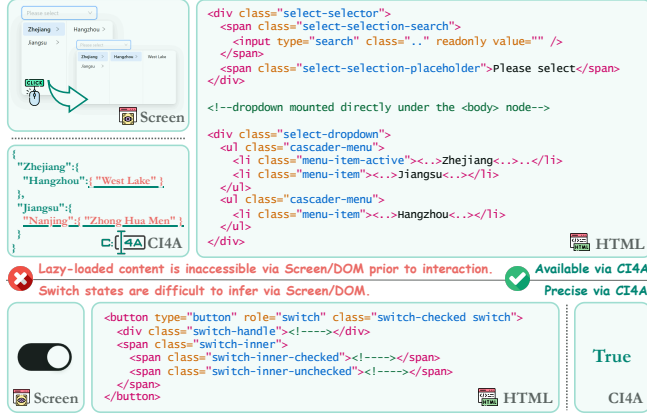 Please select
Zhejiang >
Hangzhou >
Jiangsu >
Please select
Zhejiang >
Hangzhou >
West Lake
Jiangsu >
CLICK
Screen
{
"Zhejiang":{
"Hangzhou":{ "West Lake" }
},
"Jiangsu":{
"Nanjing":{ "Zhong Hua Men" }
}
}
C:{ 4A} CI4A
<div class="select-selector">
<span class="select-selection-search">
<input type="search" class=".." readonly value="" />
</span>
<span class="select-selection-placeholder">Please select</span>
</div>
<!--dropdown mounted directly under the <body> node-->
<div class="select-dropdown">
<ul class="cascader-menu">
<li class="menu-item-active"><..>Zhejiang<..>..</li>
<li class="menu-item"><..>Jiangsu<..></li>
</ul>
<ul class="cascader-menu">
<li class="menu-item"><..>Hangzhou<..></li>
</ul>
</div>
HTML
Lazy-loaded content is inaccessible via Screen/DOM prior to interaction.
Available via CI4A
Switch states are difficult to infer via Screen/DOM.
Precise via CI4A
Screen
<button type="button" role="switch" class="switch-checked switch">
<div class="switch-handle"><!----></div>
<span class="switch-inner">
<span class="switch-inner-checked"><!----></span>
<span class="switch-inner-unchecked"><!----></span>
</span>
</button>
HTML
True
CI4A